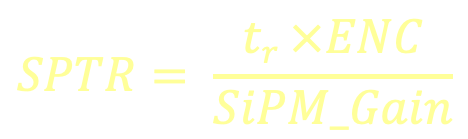 SPTR = t_r ×ENC / SiPM_Gain